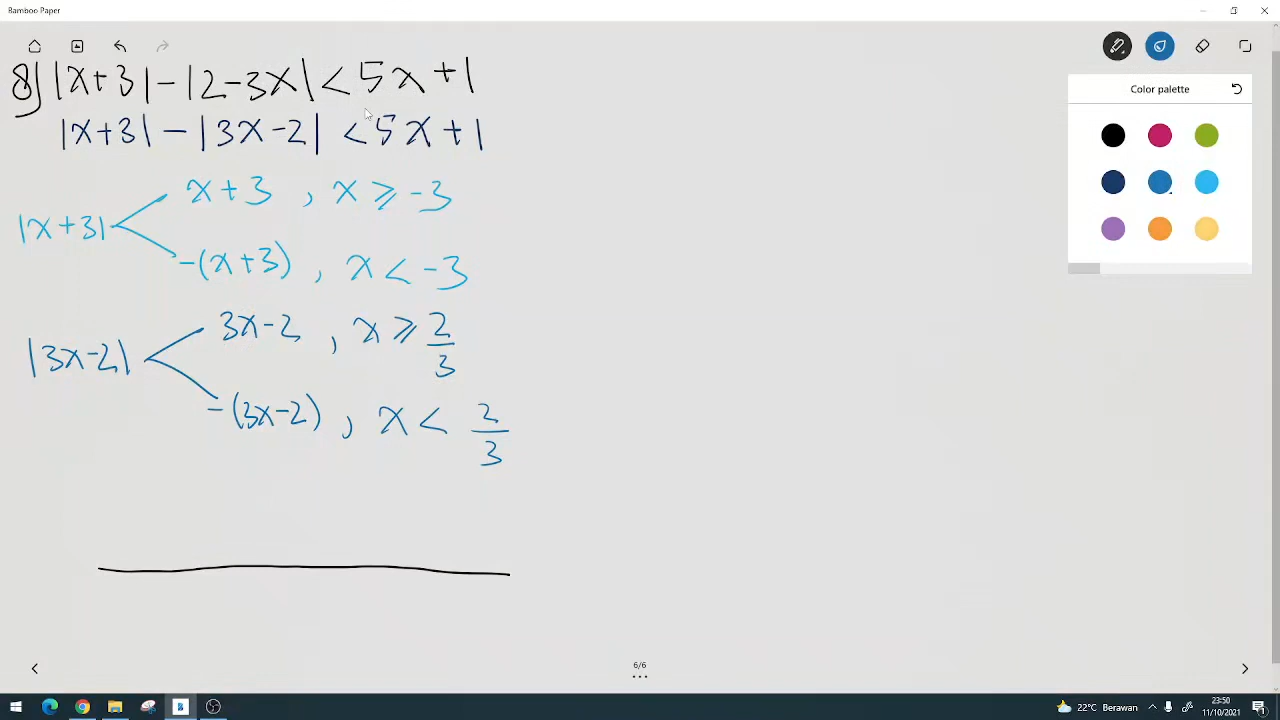 Bamboo Paper
8) |x+3| - |2-3x| < 5x+1
|x+3| - |3x-2| < 5x+1
Color palette
x+3 , x ⩾ -3
|x+3|
-(x+3) , x < -3
3x-2 , x ⩾ 2/3
|3x-2|
-(3x-2) , x < 2/3
6/6
22°C Berawan
23:50
11/10/2021